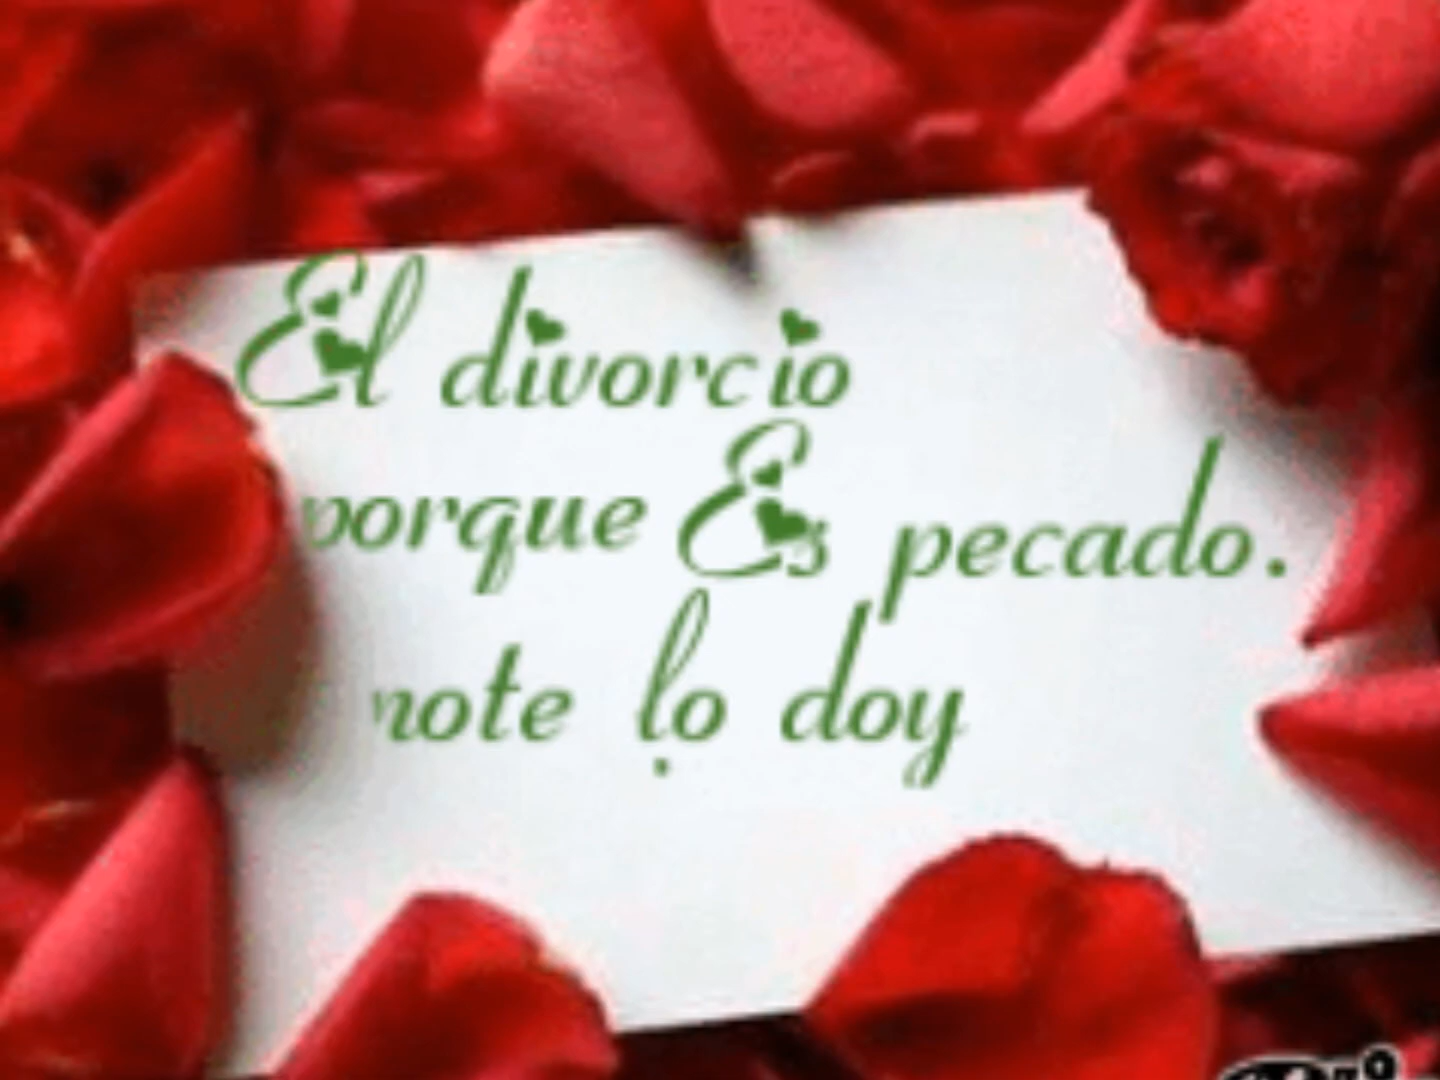 El divorcio
porque Es pecado.
note lo doy